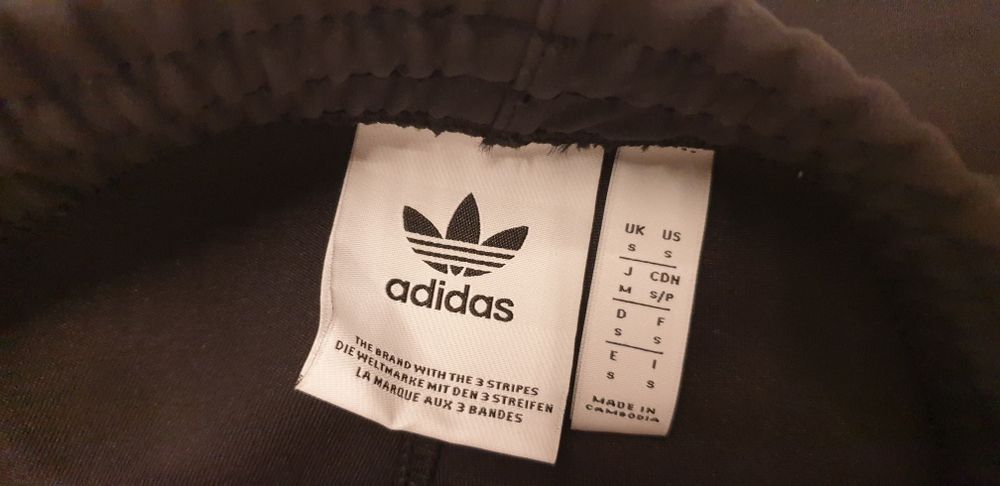 adidas
THE BRAND WITH THE 3 STRIPES
DIE WELTMARKE MIT DEN 3 STREIFEN
LA MARQUE AUX 3 BANDES
UK US
S S
J CDN
M S/P
D F
S S
E I
S S
MADE IN
CAMBODIA